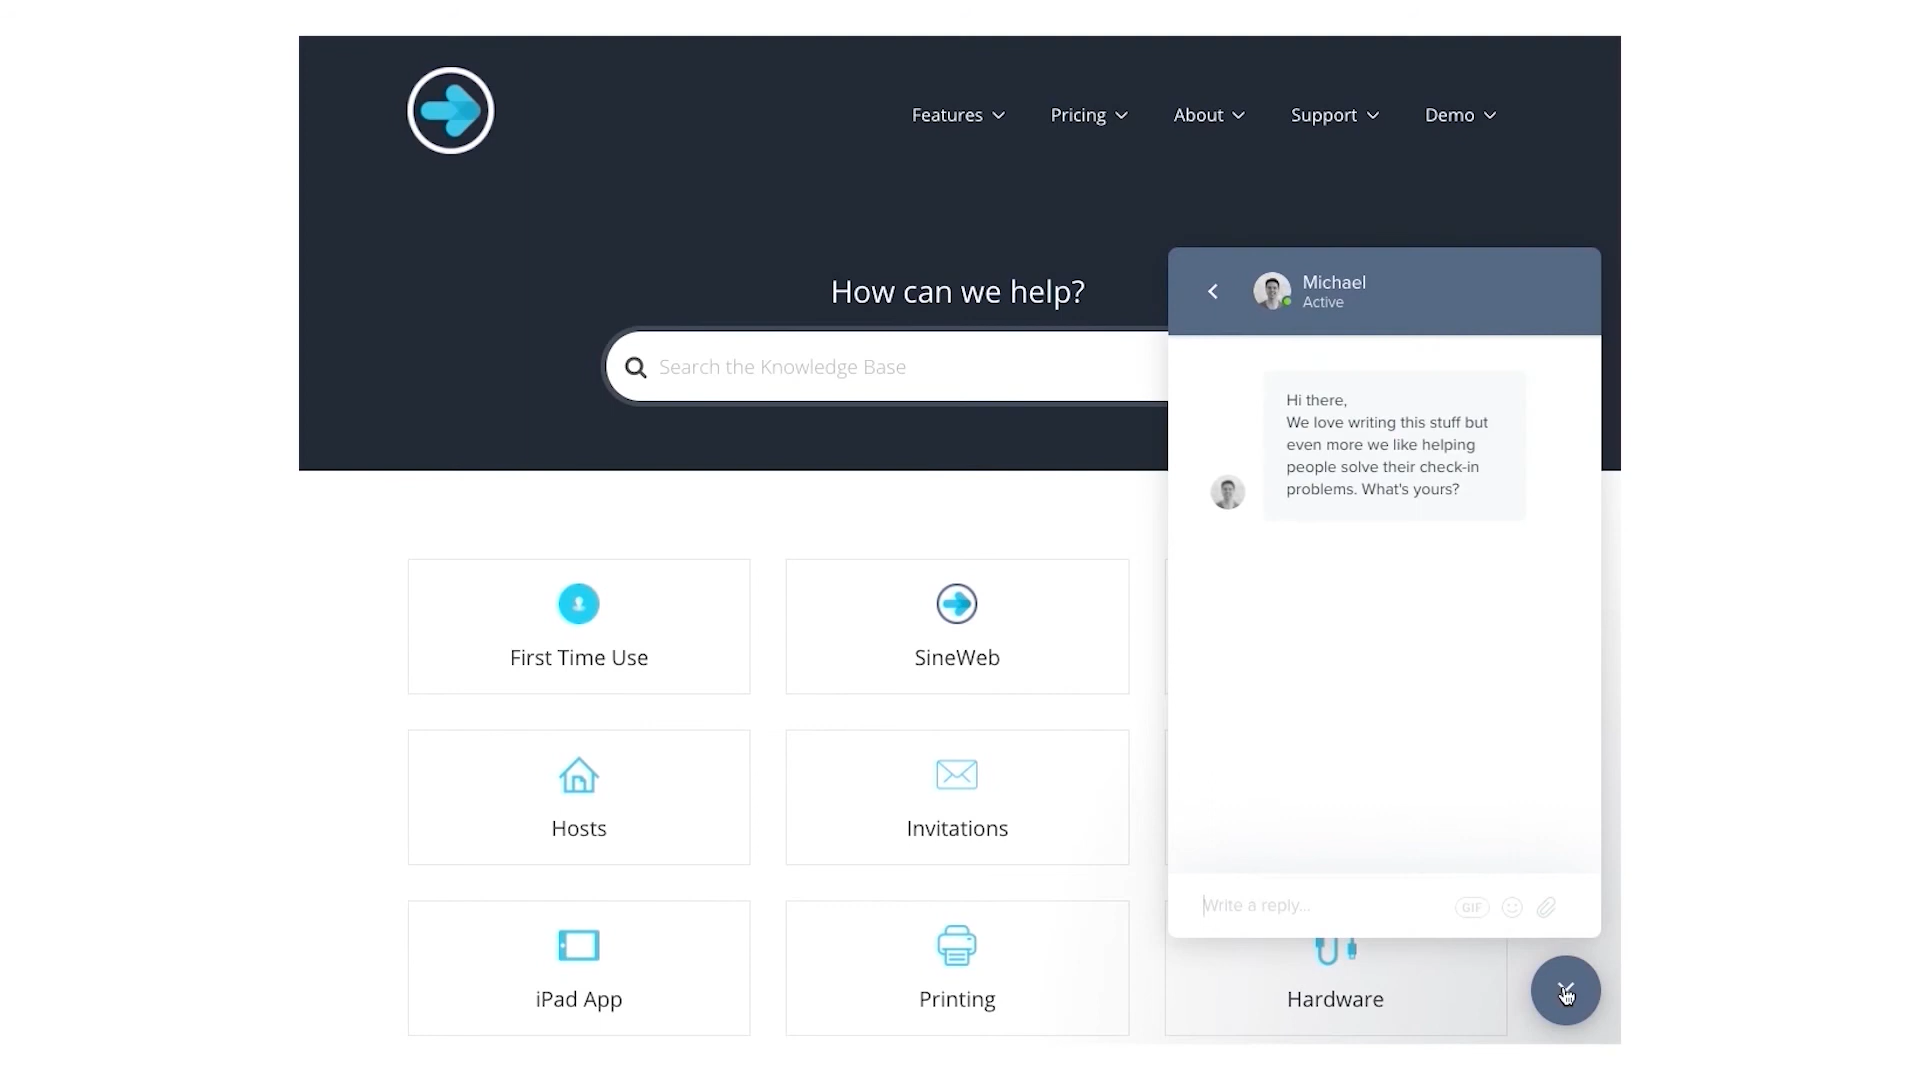 Features
Pricing
About
Support
Demo
How can we help?
Search the Knowledge Base
Michael
Active
Hi there,
We love writing this stuff but
even more we like helping
people solve their check-in
problems. What's yours?
Write a reply...
GIF
First Time Use
SineWeb
Hosts
Invitations
iPad App
Printing
Hardware